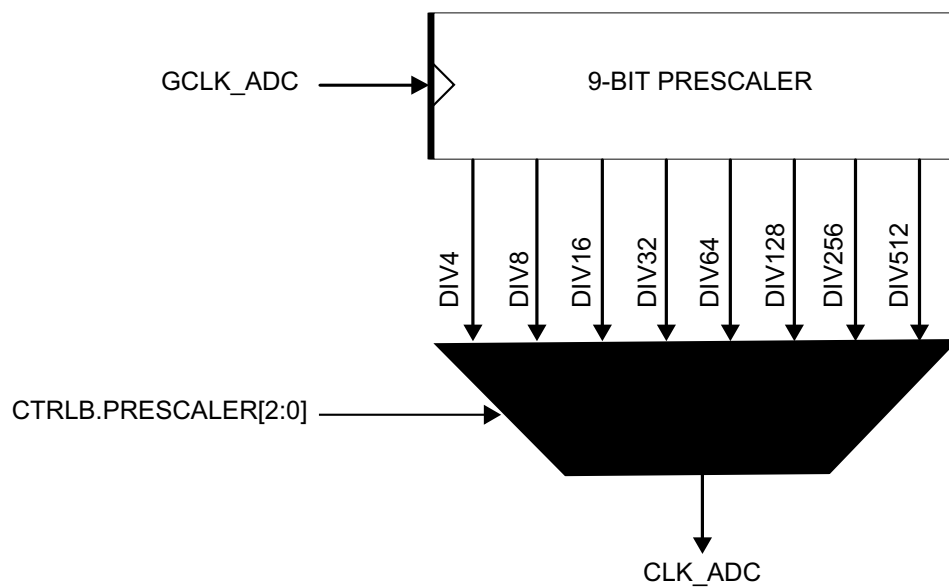 GCLK_ADC
9-BIT PRESCALER
DIV4
DIV8
DIV16
DIV32
DIV64
DIV128
DIV256
DIV512
CTRLB.PRESCALER[2:0]
CLK_ADC